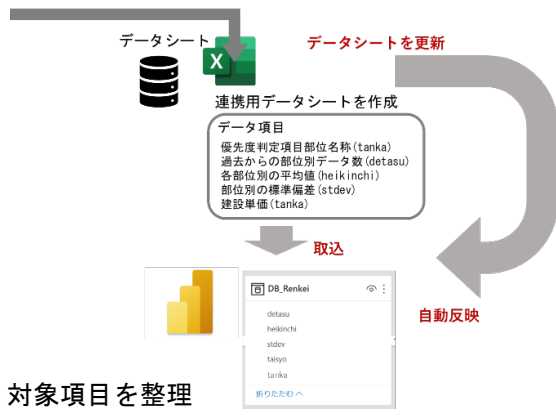 データシート
データシートを更新
X
連携用データシートを作成
データ項目
優先度判定項目部位名称(tanka)
過去からの部位別データ数(detasu)
各部位別の平均値(heikinchi)
部位別の標準偏差(stdev)
建設単価(tanka)
取込
DB_Renkei
detasu
heikinchi
stdev
taisyo
tanka
折りたたむ
自動反映
対象項目を整理